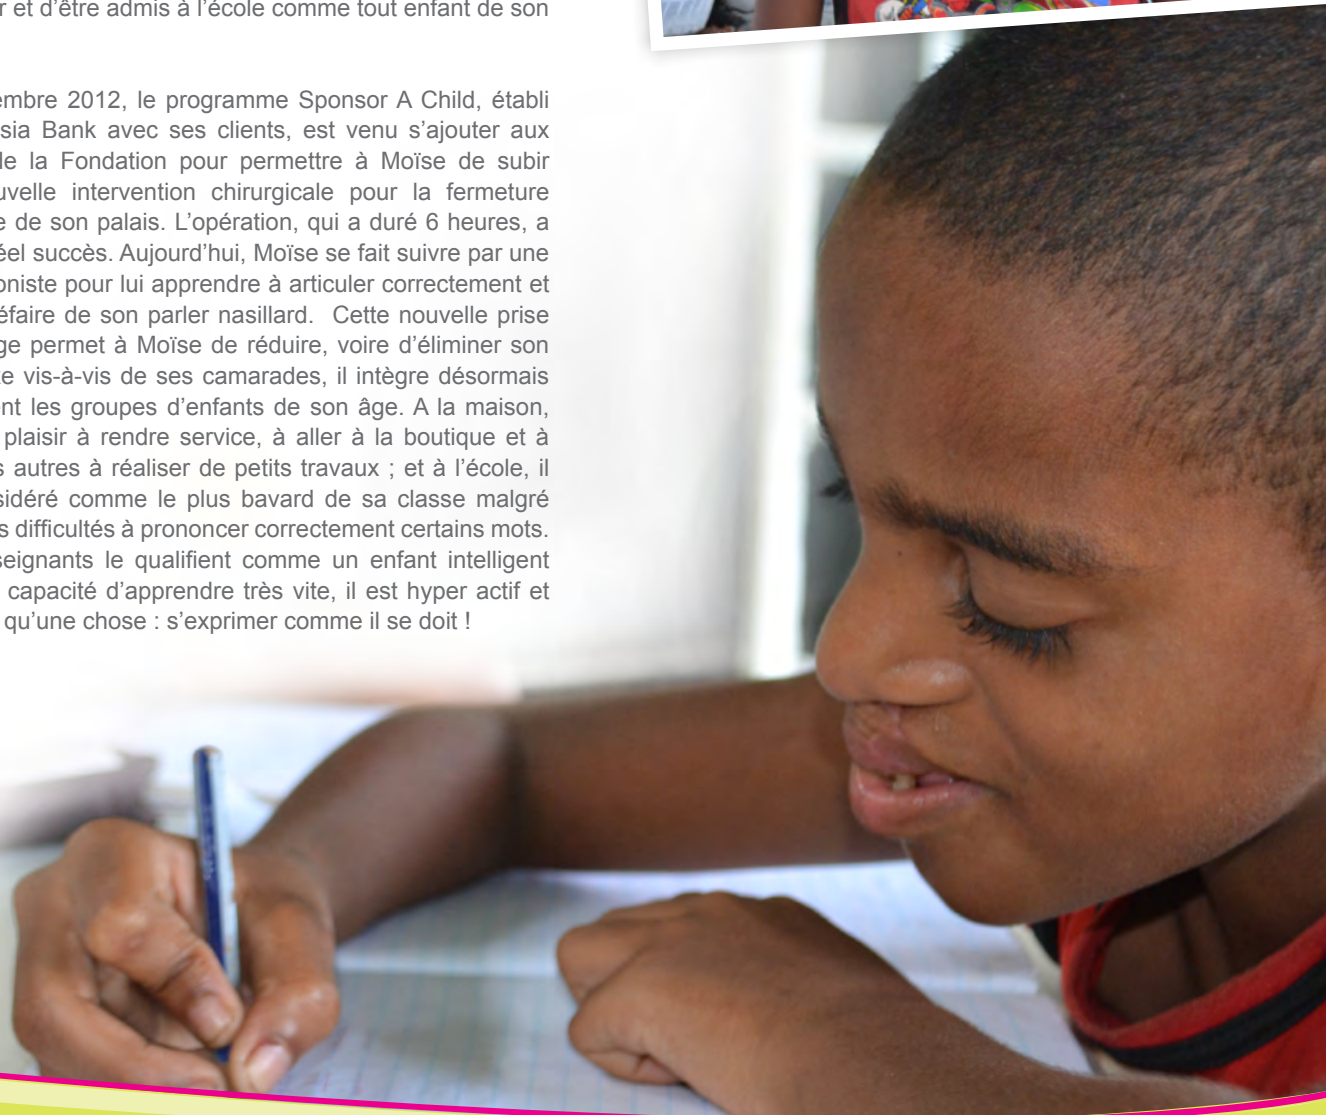 r et d'être admis à l'école comme tout enfant de son
embre 2012, le programme Sponsor A Child, établi
sia Bank avec ses clients, est venu s'ajouter aux
de la Fondation pour permettre à Moïse de subir
uvelle intervention chirurgicale pour la fermeture
e de son palais. L'opération, qui a duré 6 heures, a
éel succès. Aujourd'hui, Moïse se fait suivre par une
oniste pour lui apprendre à articuler correctement et
éfaire de son parler nasillard. Cette nouvelle prise
ge permet à Moïse de réduire, voire d'éliminer son
e vis-à-vis de ses camarades, il intègre désormais
ent les groupes d'enfants de son âge. A la maison,
plaisir à rendre service, à aller à la boutique et à
s autres à réaliser de petits travaux ; et à l'école, il
sidéré comme le plus bavard de sa classe malgré
s difficultés à prononcer correctement certains mots.
seignants le qualifient comme un enfant intelligent
capacité d'apprendre très vite, il est hyper actif et
qu'une chose : s'exprimer comme il se doit !